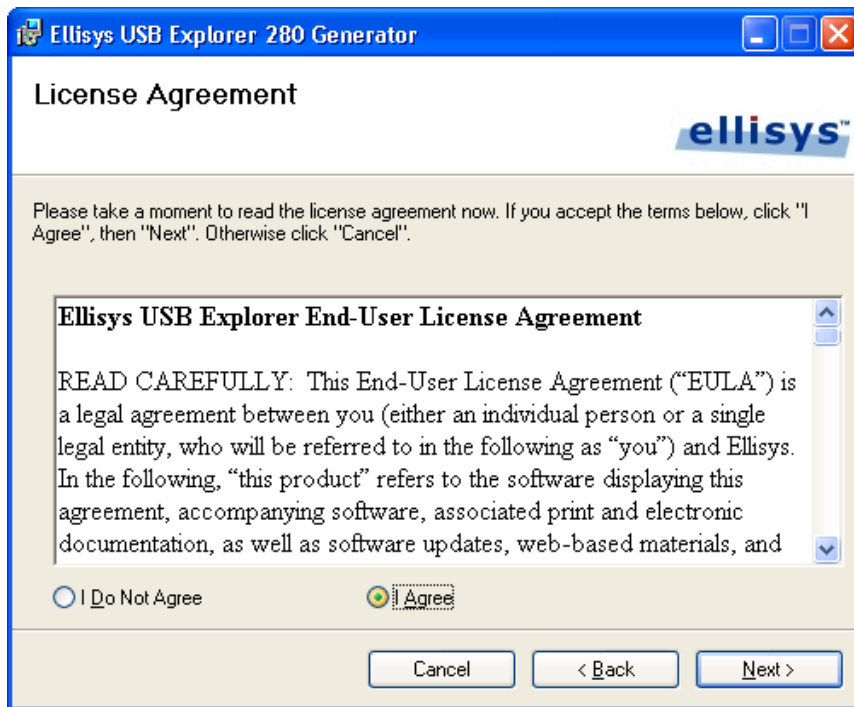 Ellisys USB Explorer 280 Generator
License Agreement
ellisys™
Please take a moment to read the license agreement now. If you accept the terms below, click "I
Agree", then "Next". Otherwise click "Cancel".
Ellisys USB Explorer End-User License Agreement
READ CAREFULLY:  This End-User License Agreement (“EULA”) is
a legal agreement between you (either an individual person or a single
legal entity, who will be referred to in the following as “you”) and Ellisys.
In the following, “this product” refers to the software displaying this
agreement, accompanying software, associated print and electronic
documentation, as well as software updates, web-based materials, and
I Do Not Agree
I Agree
Cancel
< Back
Next >